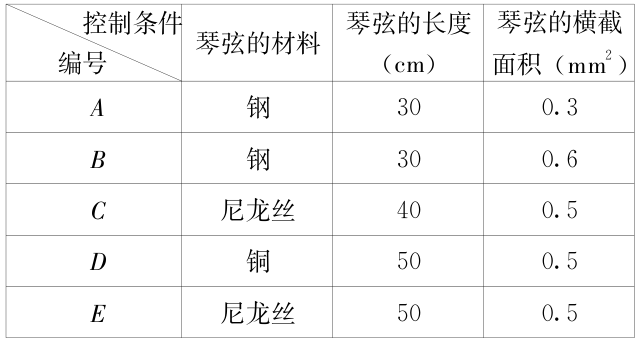 控制条件
编号
琴弦的材料
琴弦的长度
(cm)
琴弦的横截
面积 (mm²)
A 钢 30 0.3
B 钢 30 0.6
C 尼龙丝 40 0.5
D 铜 50 0.5
E 尼龙丝 50 0.5